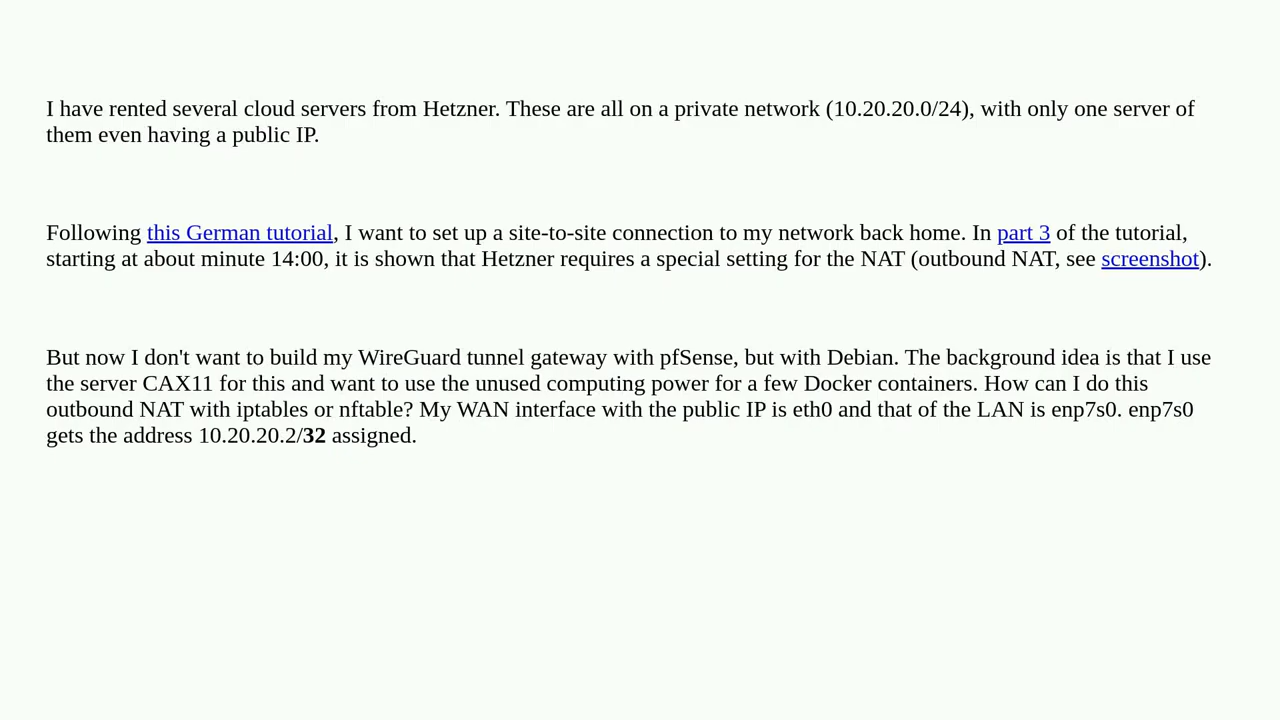 I have rented several cloud servers from Hetzner. These are all on a private network (10.20.20.0/24), with only one server of
them even having a public IP.
Following this German tutorial, I want to set up a site-to-site connection to my network back home. In part 3 of the tutorial,
starting at about minute 14:00, it is shown that Hetzner requires a special setting for the NAT (outbound NAT, see screenshot).
But now I don't want to build my WireGuard tunnel gateway with pfSense, but with Debian. The background idea is that I use
the server CAX11 for this and want to use the unused computing power for a few Docker containers. How can I do this
outbound NAT with iptables or nftable? My WAN interface with the public IP is eth0 and that of the LAN is enp7s0. enp7s0
gets the address 10.20.20.2/32 assigned.